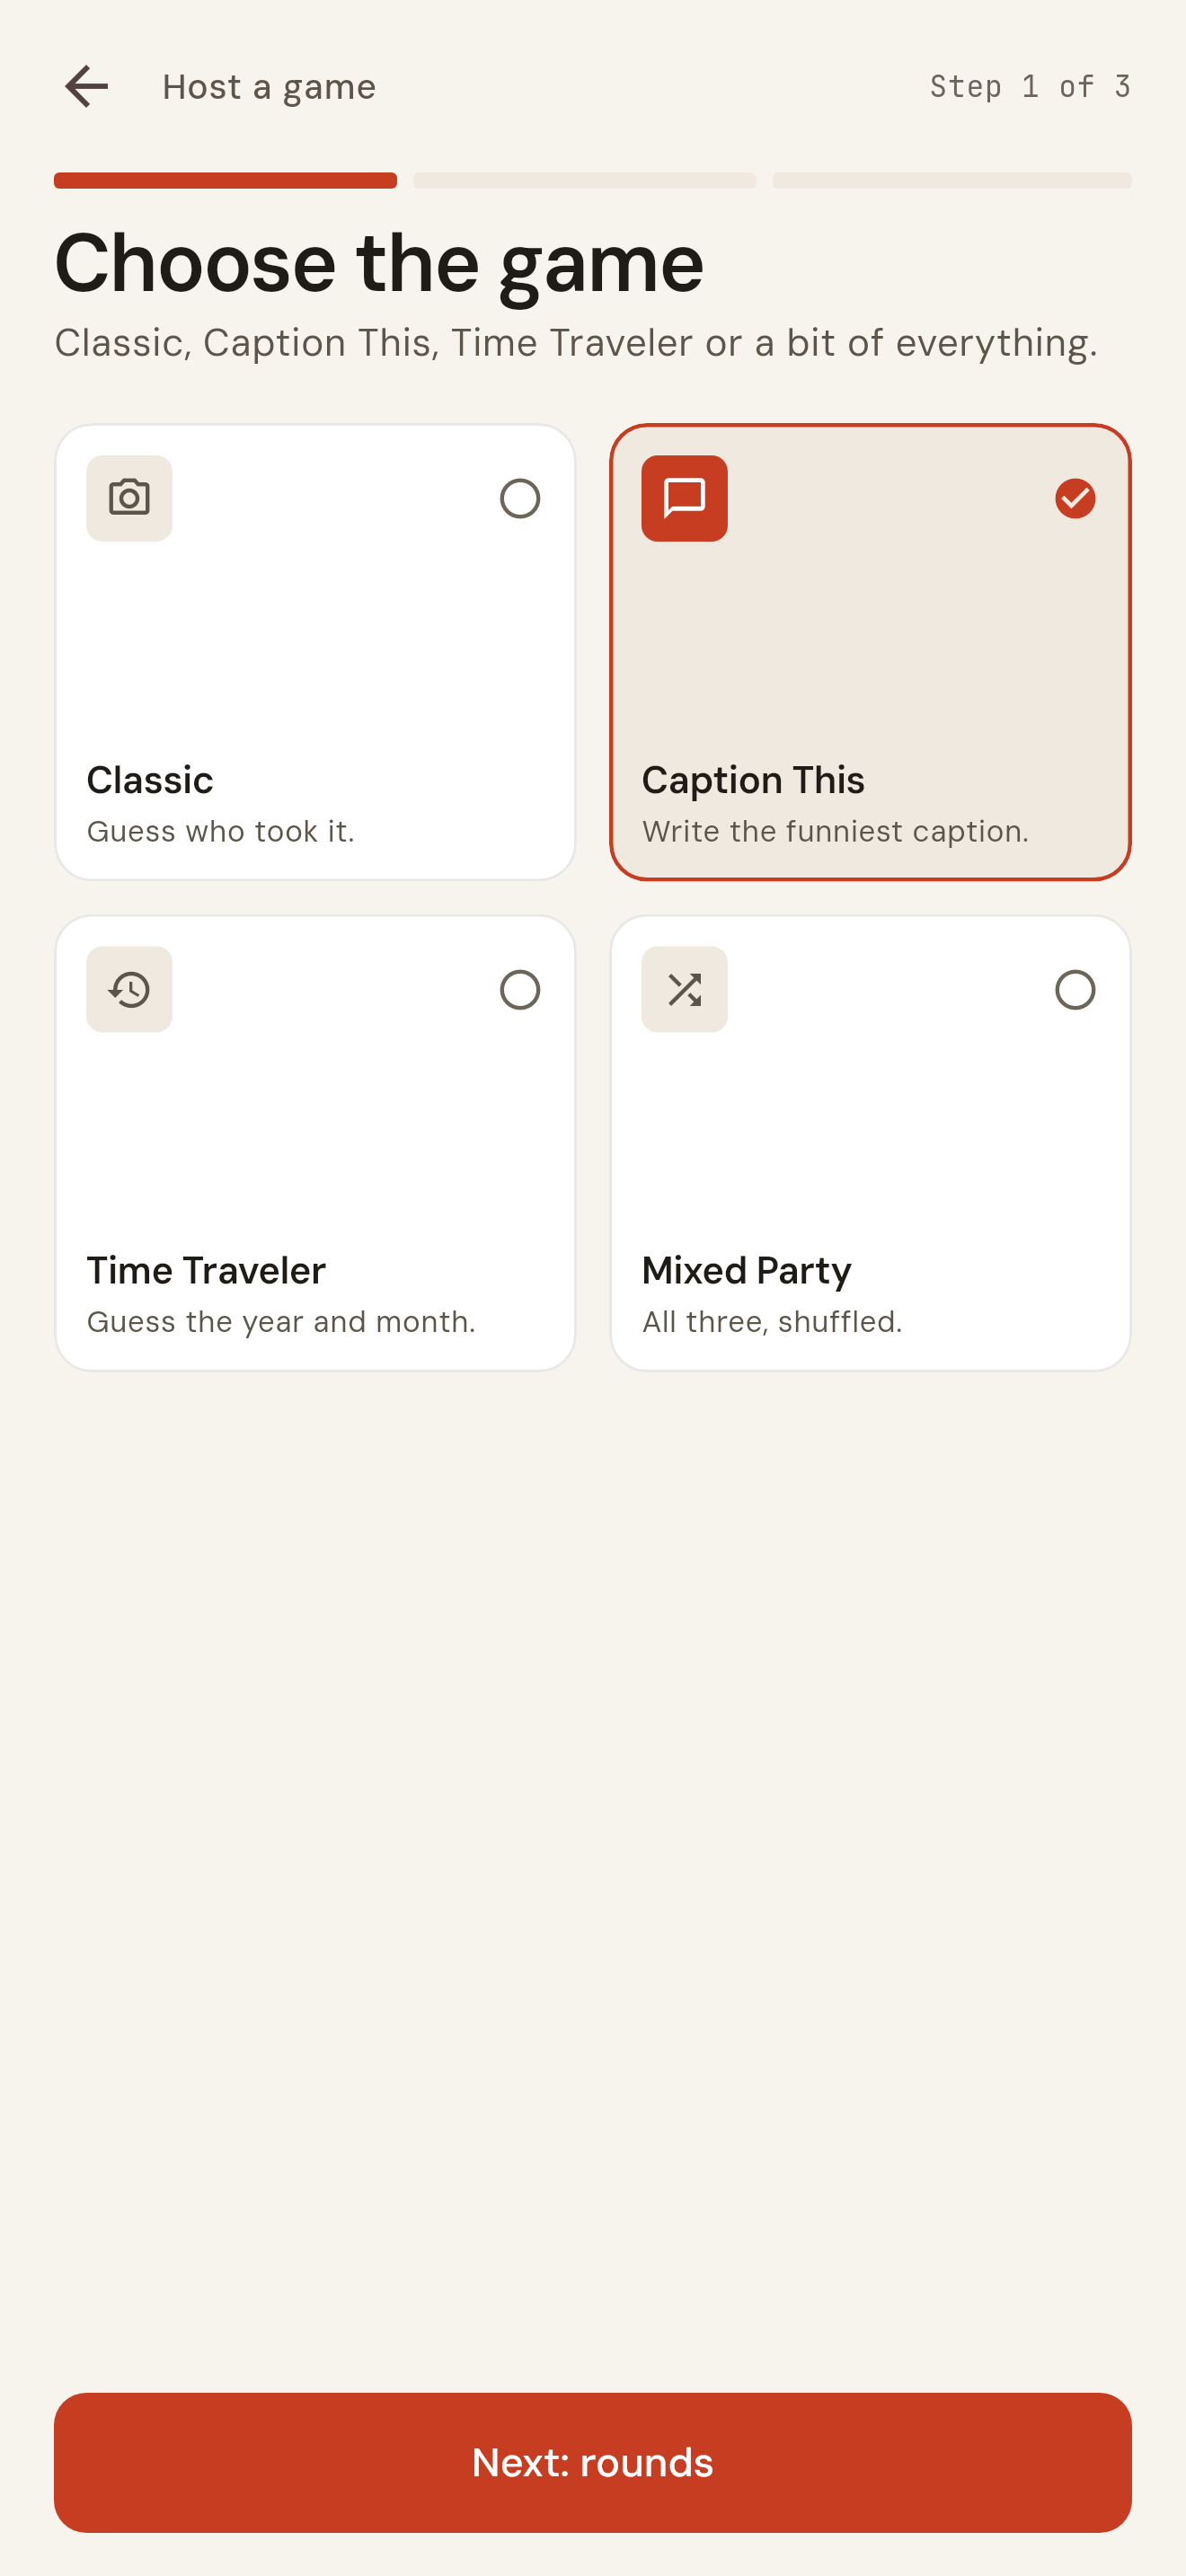 Host a game
Step 1 of 3
Choose the game
Classic, Caption This, Time Traveler or a bit of everything.
Classic
Guess who took it.
Caption This
Write the funniest caption.
Time Traveler
Guess the year and month.
Mixed Party
All three, shuffled.
Next: rounds